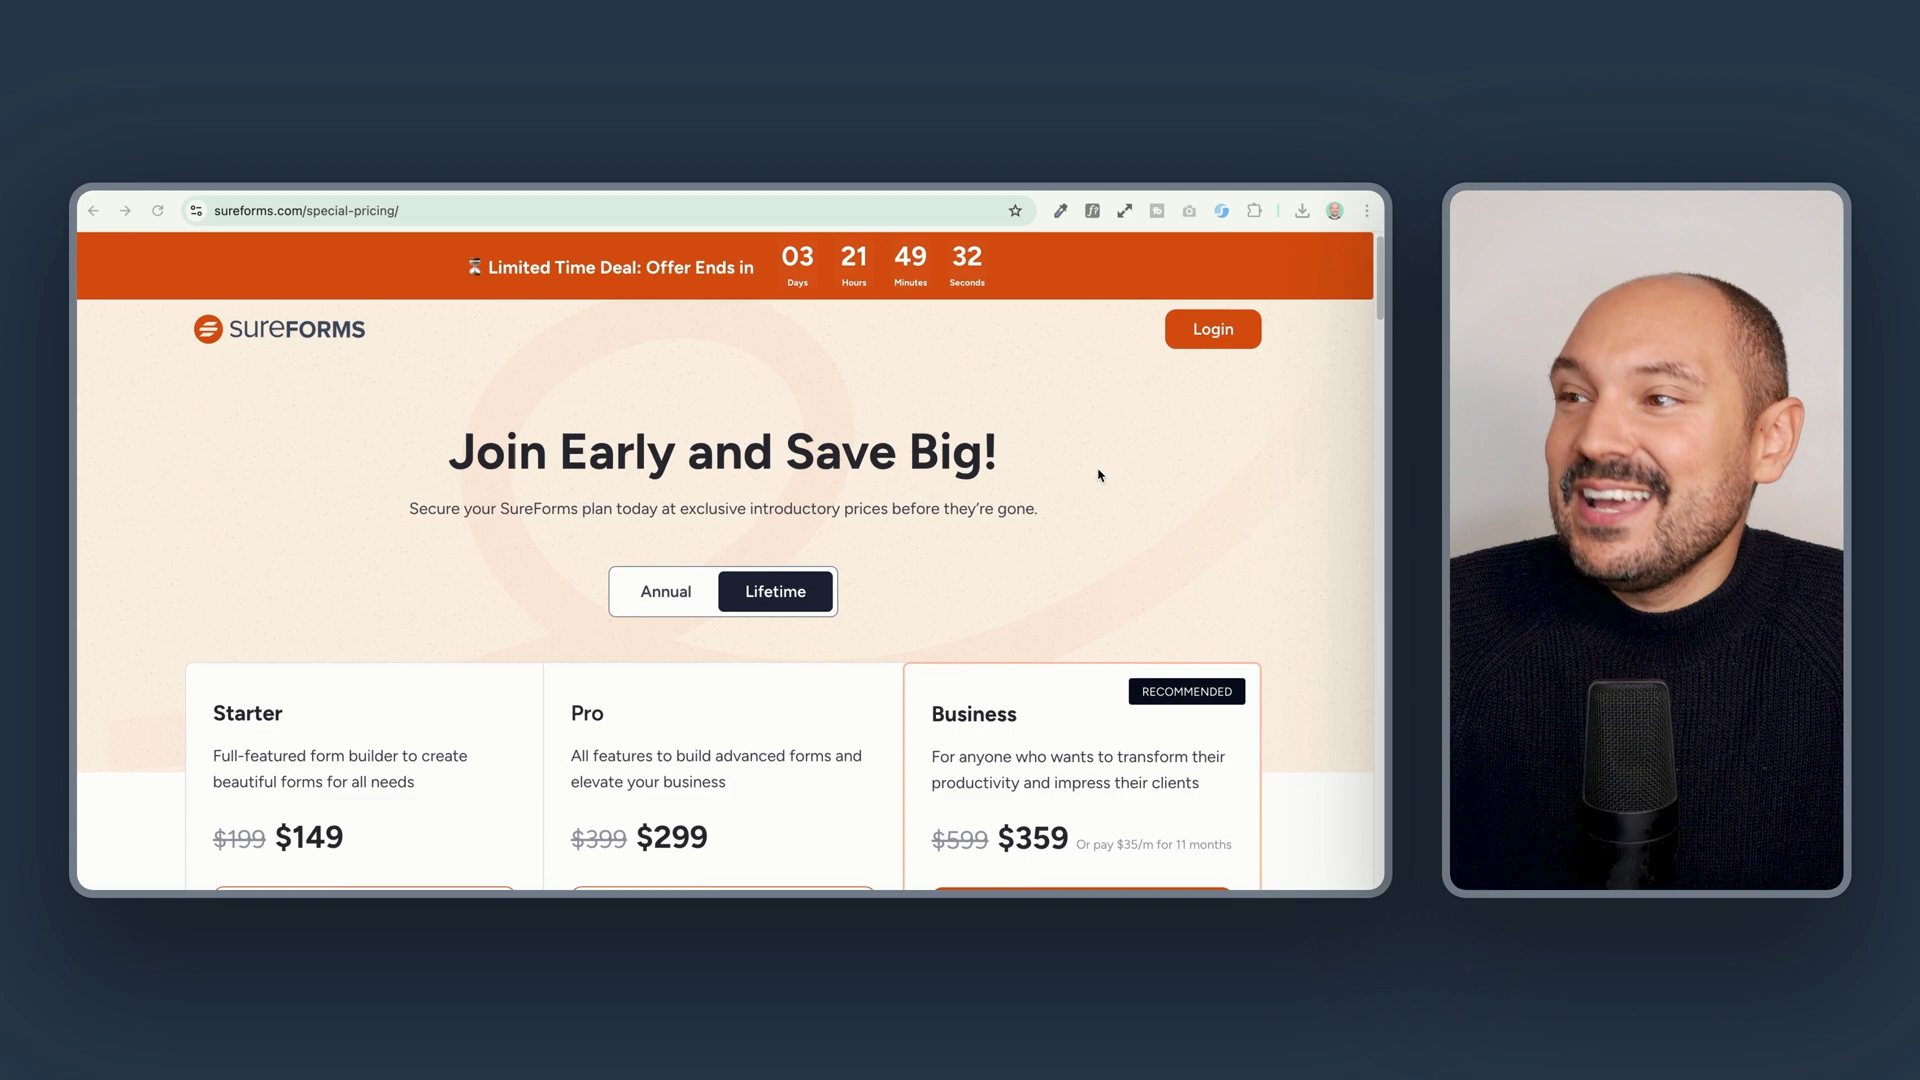 sureforms.com/special-pricing/
⌛ Limited Time Deal: Offer Ends in
03 21 49 32
Days Hours Minutes Seconds
sureFORMS
Login
Join Early and Save Big!
Secure your SureForms plan today at exclusive introductory prices before they're gone.
Annual Lifetime
RECOMMENDED
Starter
Full-featured form builder to create
beautiful forms for all needs
$199 $149
Pro
All features to build advanced forms and
elevate your business
$399 $299
Business
For anyone who wants to transform their
productivity and impress their clients
$599 $359 Or pay $35/m for 11 months